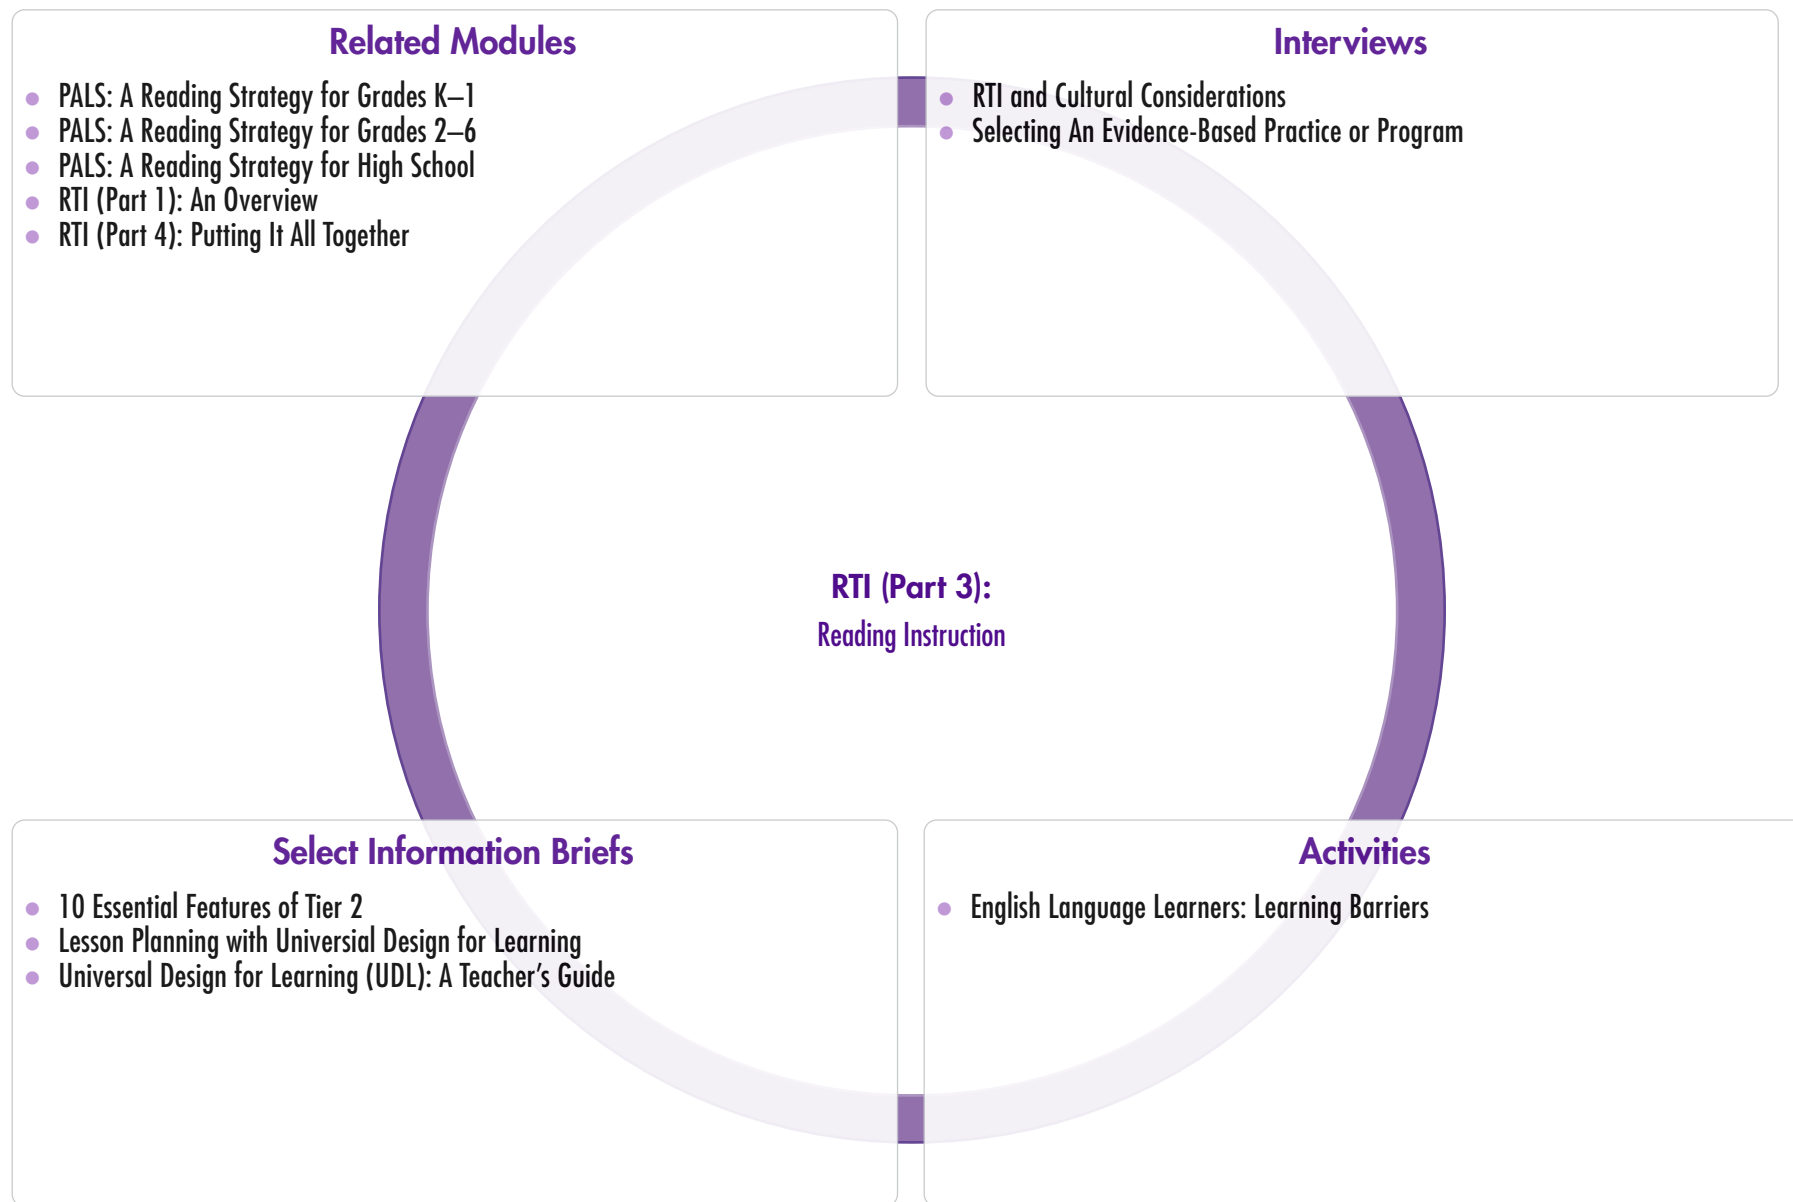 Related Modules
PALS: A Reading Strategy for Grades K–1
PALS: A Reading Strategy for Grades 2–6
PALS: A Reading Strategy for High School
RTI (Part 1): An Overview
RTI (Part 4): Putting It All Together
Interviews
RTI and Cultural Considerations
Selecting An Evidence-Based Practice or Program
RTI (Part 3):
Reading Instruction
Select Information Briefs
10 Essential Features of Tier 2
Lesson Planning with Universial Design for Learning
Universal Design for Learning (UDL): A Teacher’s Guide
Activities
English Language Learners: Learning Barriers